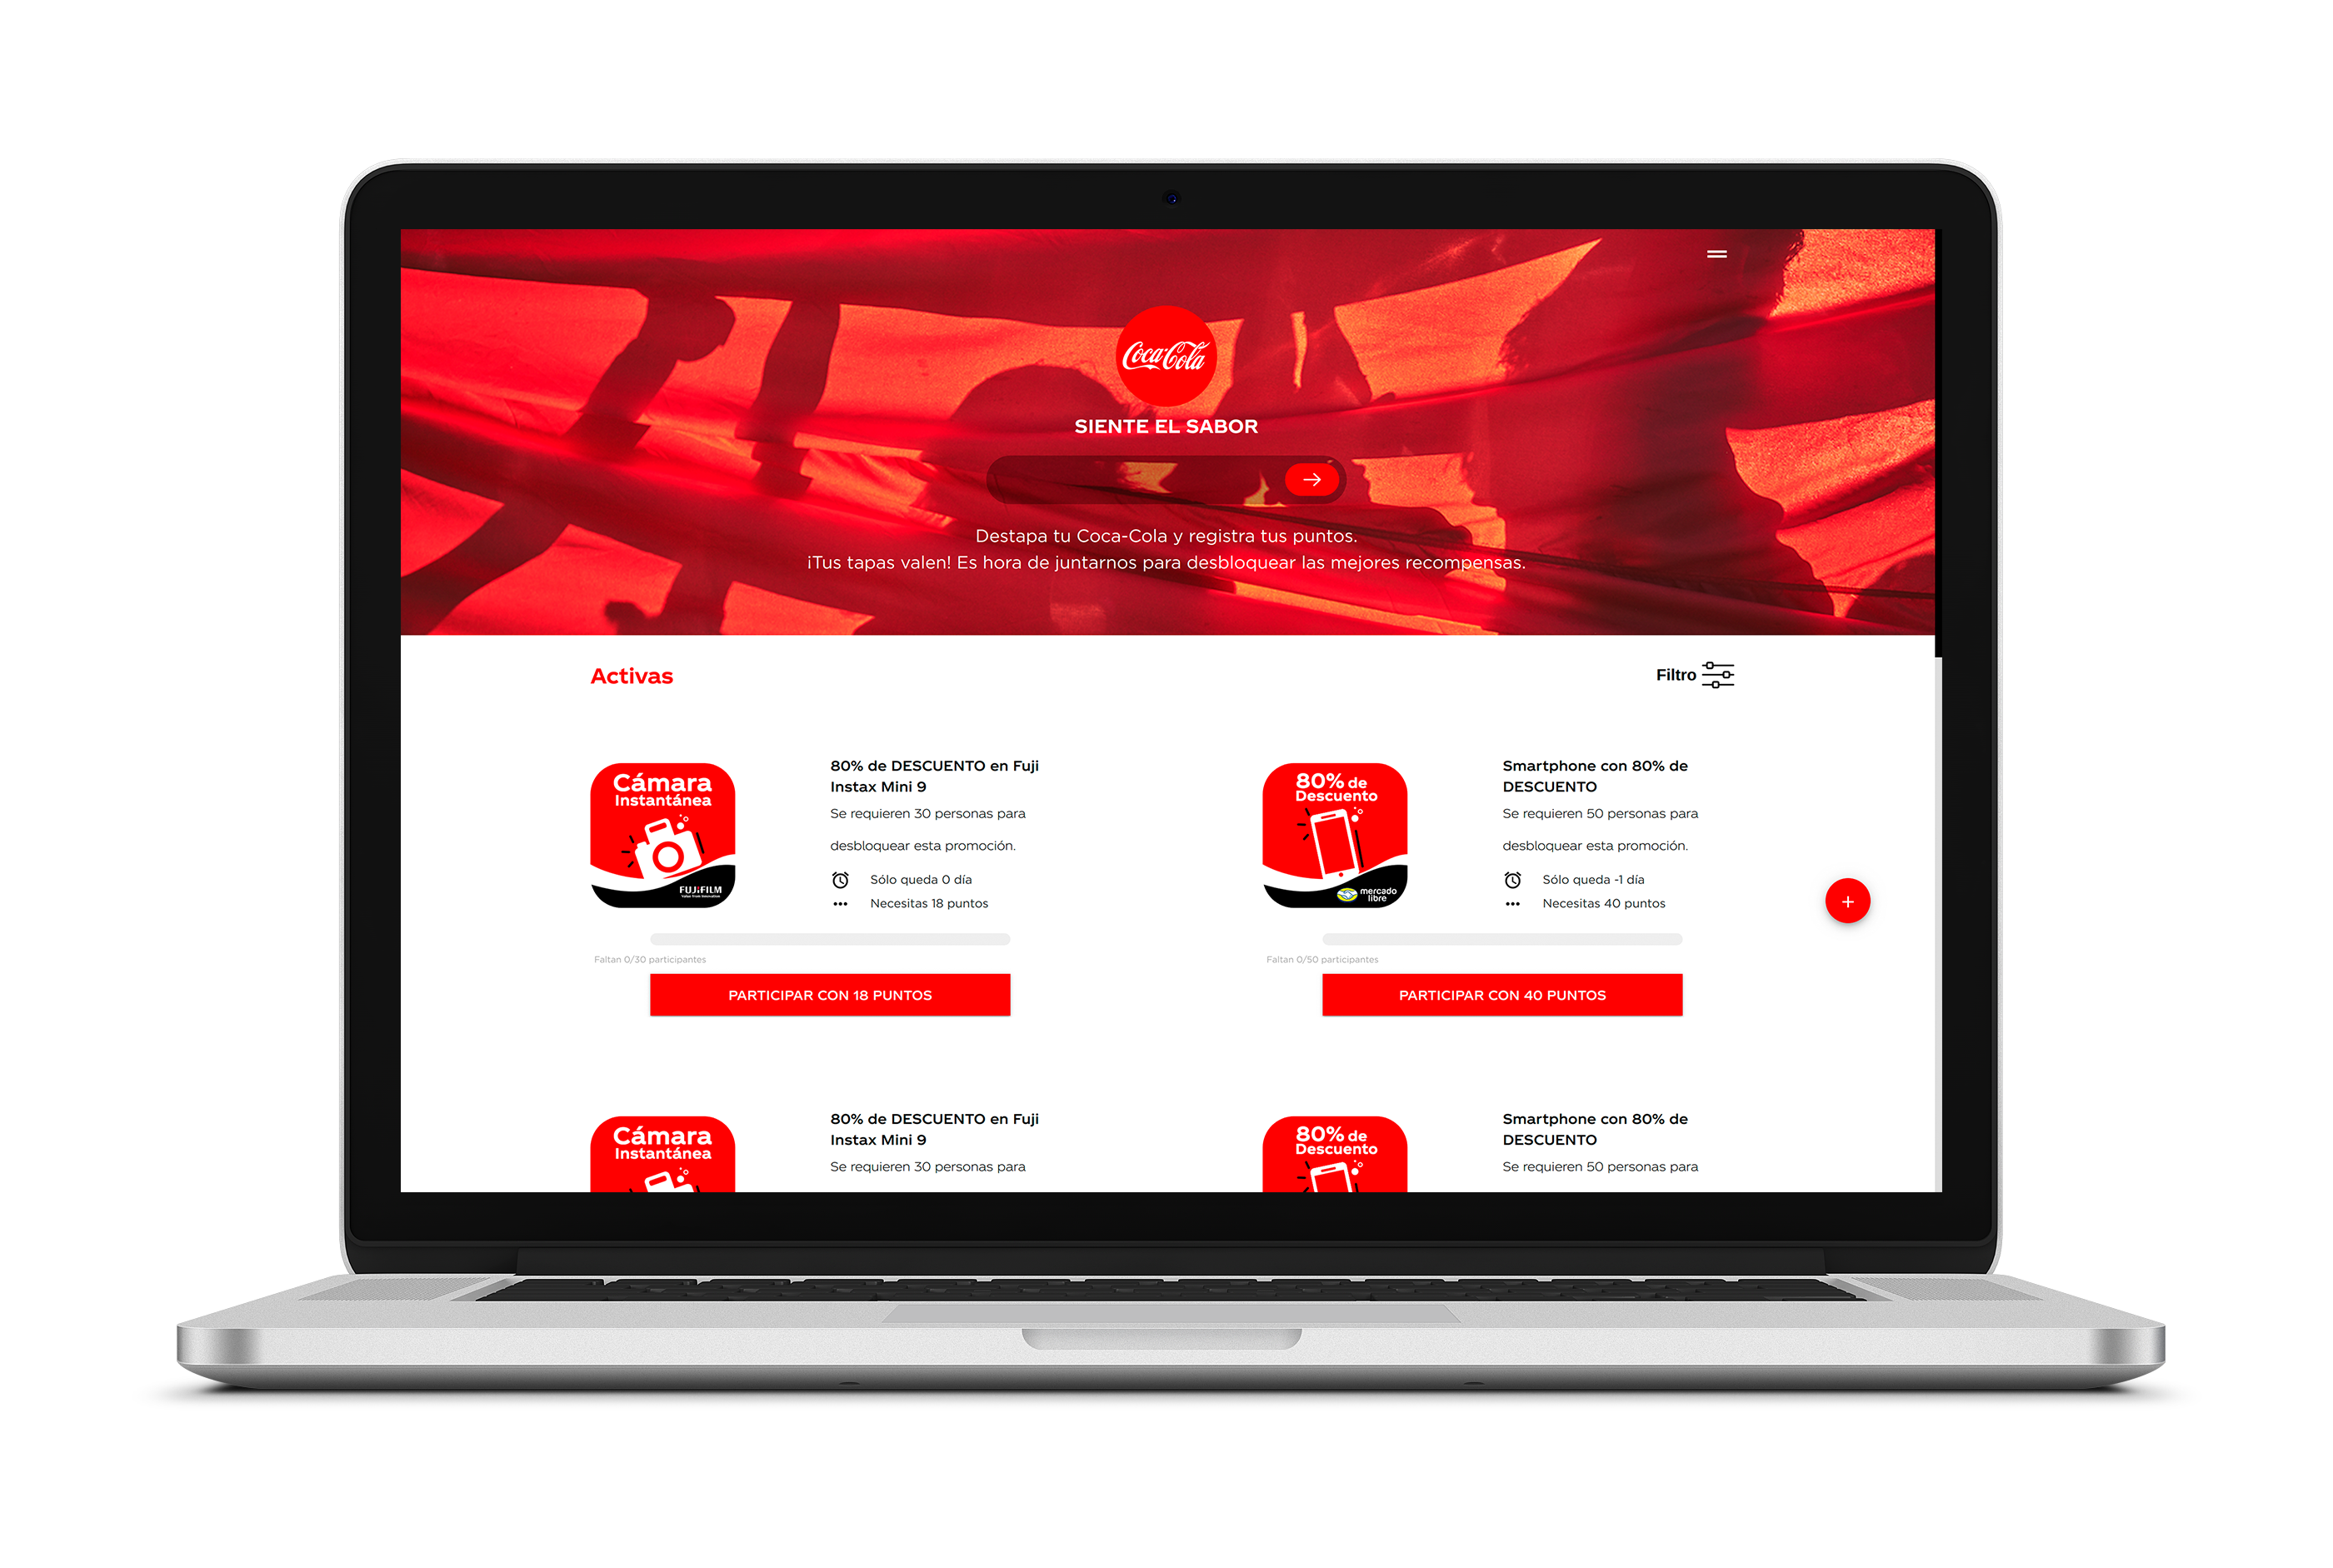 Coca-Cola
SIENTE EL SABOR
Destapa tu Coca-Cola y registra tus puntos.
¡Tus tapas valen! Es hora de juntarnos para desbloquear las mejores recompensas.
Activas
Filtro
Cámara
Instantánea
FUJIFILM
Value from Innovation
80% de DESCUENTO en Fuji
Instax Mini 9
Se requieren 30 personas para
desbloquear esta promoción.
Sólo queda 0 día
Necesitas 18 puntos
Faltan 0/30 participantes
PARTICIPAR CON 18 PUNTOS
80% de
Descuento
mercado
libre
Smartphone con 80% de
DESCUENTO
Se requieren 50 personas para
desbloquear esta promoción.
Sólo queda -1 día
Necesitas 40 puntos
Faltan 0/50 participantes
PARTICIPAR CON 40 PUNTOS
Cámara
Instantánea
80% de DESCUENTO en Fuji
Instax Mini 9
Se requieren 30 personas para
80% de
Descuento
Smartphone con 80% de
DESCUENTO
Se requieren 50 personas para